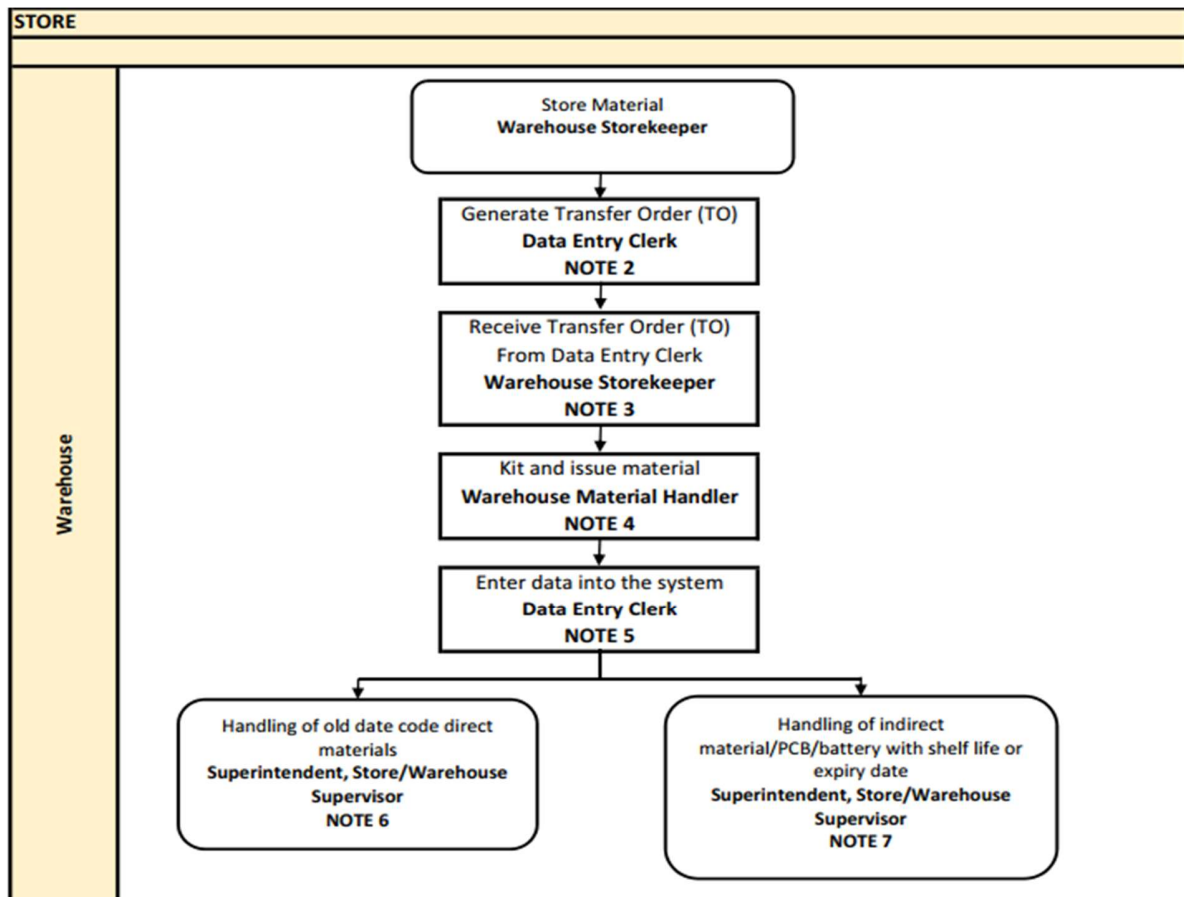 STORE
Warehouse
Store Material
Warehouse Storekeeper
Generate Transfer Order (TO)
Data Entry Clerk
NOTE 2
Receive Transfer Order (TO)
From Data Entry Clerk
Warehouse Storekeeper
NOTE 3
Kit and issue material
Warehouse Material Handler
NOTE 4
Enter data into the system
Data Entry Clerk
NOTE 5
Handling of old date code direct
materials
Superintendent, Store/Warehouse
Supervisor
NOTE 6
Handling of indirect
material/PCB/battery with shelf life or
expiry date
Superintendent, Store/Warehouse
Supervisor
NOTE 7